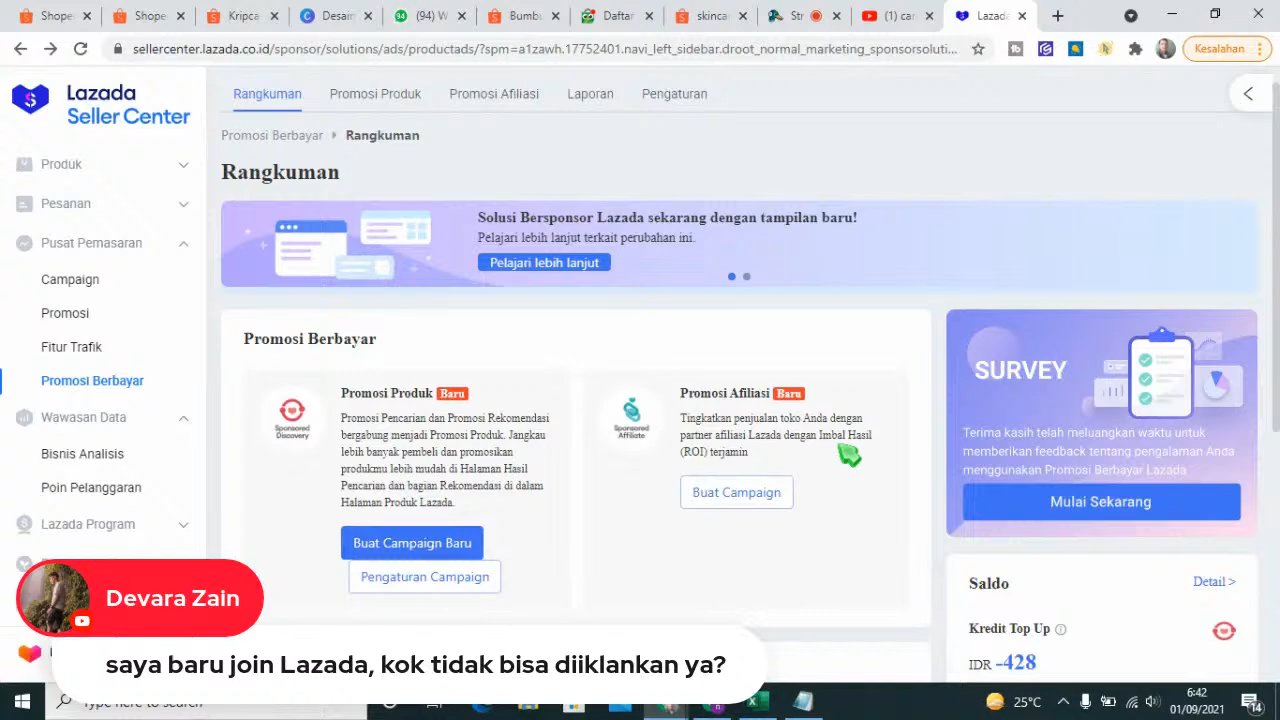 Shope
Shope
Kripca
Desain
(94) W
Bumbu
Daftar
skincar
Str
(1) car
Lazada
sellercenter.lazada.co.id/sponsor/solutions/ads/productads/?spm=a1zawh.17752401.navi_left_sidebar.droot_normal_marketing_sponsorsoluti...
Kesalahan
Lazada
Seller Center
Rangkuman
Promosi Produk
Promosi Afiliasi
Laporan
Pengaturan
Promosi Berbayar
Rangkuman
Rangkuman
Produk
Pesanan
Pusat Pemasaran
Campaign
Promosi
Fitur Trafik
Promosi Berbayar
Wawasan Data
Bisnis Analisis
Poin Pelanggaran
Lazada Program
Solusi Bersponsor Lazada sekarang dengan tampilan baru!
Pelajari lebih lanjut terkait perubahan ini.
Pelajari lebih lanjut
Promosi Berbayar
Sponsored
Discovery
Promosi Produk Baru
Promosi Pencarian dan Promosi Rekomendasi
bergabung menjadi Promosi Produk. Jangkau
lebih banyak pembeli dan promosikan
produkmu lebih mudah di Halaman Hasil
Pencarian dan bagian Rekomendasi di dalam
Halaman Produk Lazada.
Buat Campaign Baru
Pengaturan Campaign
Sponsored
Affiliate
Promosi Afiliasi Baru
Tingkatkan penjualan toko Anda dengan
partner afiliasi Lazada dengan Imbal Hasil
(ROI) terjamin
Buat Campaign
SURVEY
Terima kasih telah meluangkan waktu untuk
memberikan feedback tentang pengalaman Anda
menggunakan Promosi Berbayar Lazada
Mulai Sekarang
Saldo
Detail >
Kredit Top Up
IDR -428
Devara Zain
saya baru join Lazada, kok tidak bisa diiklankan ya?
25°C
6:42
01/09/2021
14